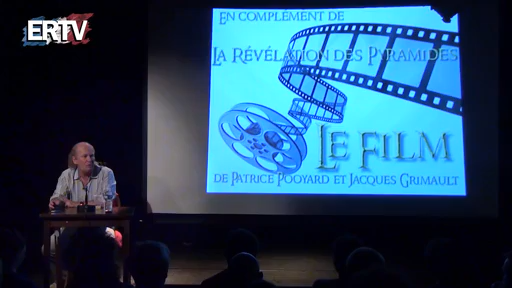 ERTV
En complément de
La Révélation des Pyramides
Le Film
de Patrice Pooyard et Jacques Grimault